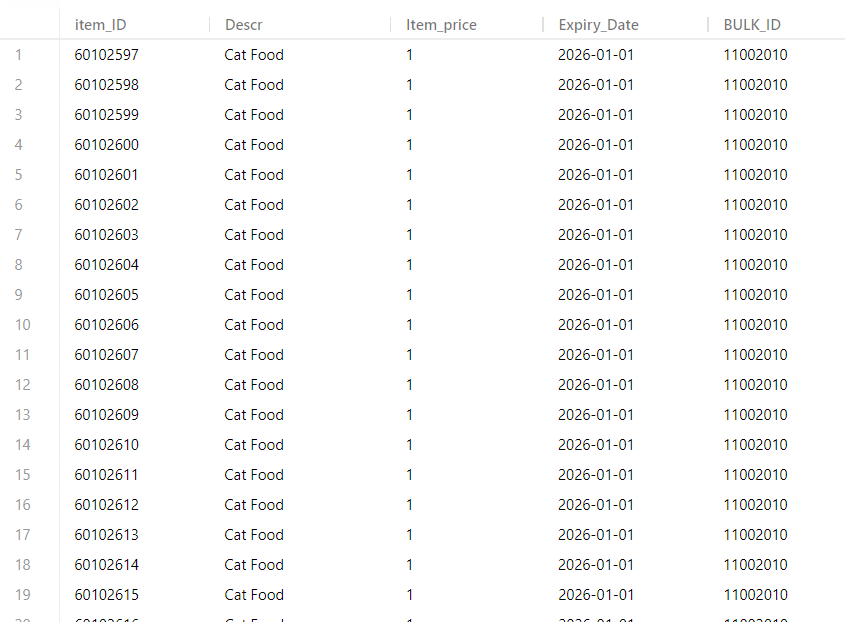 item_ID Descr Item_price Expiry_Date BULK_ID
1 60102597 Cat Food 1 2026-01-01 11002010
2 60102598 Cat Food 1 2026-01-01 11002010
3 60102599 Cat Food 1 2026-01-01 11002010
4 60102600 Cat Food 1 2026-01-01 11002010
5 60102601 Cat Food 1 2026-01-01 11002010
6 60102602 Cat Food 1 2026-01-01 11002010
7 60102603 Cat Food 1 2026-01-01 11002010
8 60102604 Cat Food 1 2026-01-01 11002010
9 60102605 Cat Food 1 2026-01-01 11002010
10 60102606 Cat Food 1 2026-01-01 11002010
11 60102607 Cat Food 1 2026-01-01 11002010
12 60102608 Cat Food 1 2026-01-01 11002010
13 60102609 Cat Food 1 2026-01-01 11002010
14 60102610 Cat Food 1 2026-01-01 11002010
15 60102611 Cat Food 1 2026-01-01 11002010
16 60102612 Cat Food 1 2026-01-01 11002010
17 60102613 Cat Food 1 2026-01-01 11002010
18 60102614 Cat Food 1 2026-01-01 11002010
19 60102615 Cat Food 1 2026-01-01 11002010